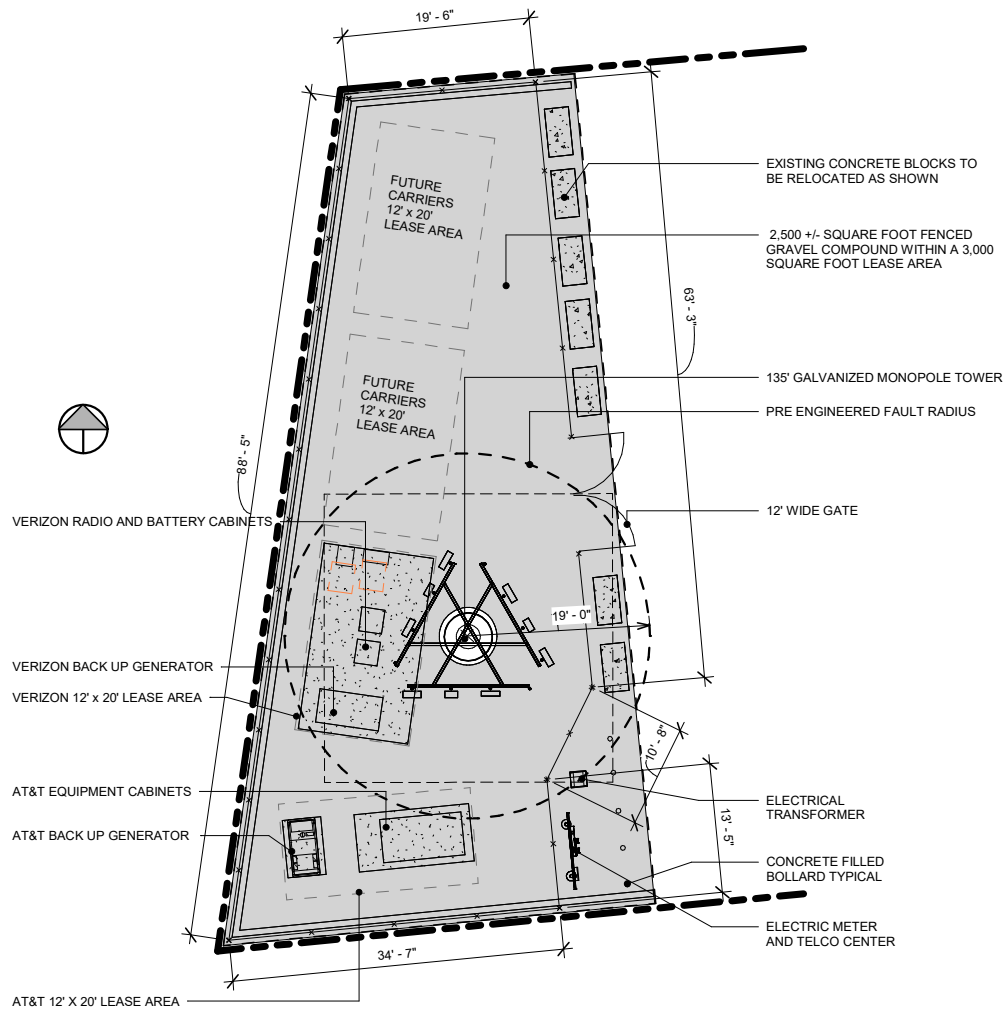 19' - 6"
EXISTING CONCRETE BLOCKS TO
BE RELOCATED AS SHOWN
FUTURE
CARRIERS
12' x 20'
LEASE AREA
2,500 +/- SQUARE FOOT FENCED
GRAVEL COMPOUND WITHIN A 3,000
SQUARE FOOT LEASE AREA
63' - 3"
135' GALVANIZED MONOPOLE TOWER
FUTURE
CARRIERS
12' x 20'
LEASE AREA
PRE ENGINEERED FAULT RADIUS
88' - 5"
VERIZON RADIO AND BATTERY CABINETS
12' WIDE GATE
19' - 0"
VERIZON BACK UP GENERATOR
VERIZON 12' x 20' LEASE AREA
10' - 8"
AT&T EQUIPMENT CABINETS
ELECTRICAL
TRANSFORMER
13' - 5"
AT&T BACK UP GENERATOR
CONCRETE FILLED
BOLLARD TYPICAL
ELECTRIC METER
AND TELCO CENTER
34' - 7"
AT&T 12' X 20' LEASE AREA